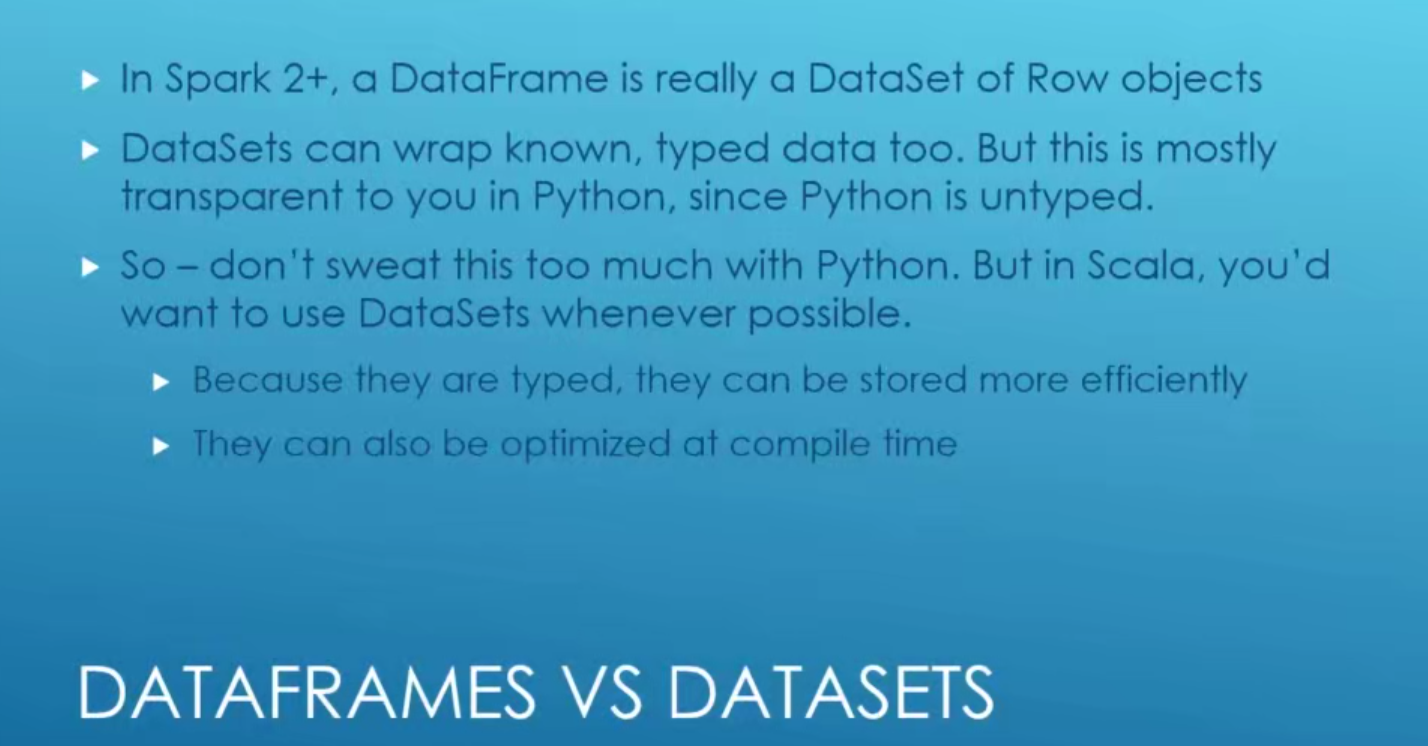 In Spark 2+, a DataFrame is really a DataSet of Row objects
DataSets can wrap known, typed data too. But this is mostly
transparent to you in Python, since Python is untyped.
So – don't sweat this too much with Python. But in Scala, you'd
want to use DataSets whenever possible.
Because they are typed, they can be stored more efficiently
They can also be optimized at compile time
DATAFRAMES VS DATASETS